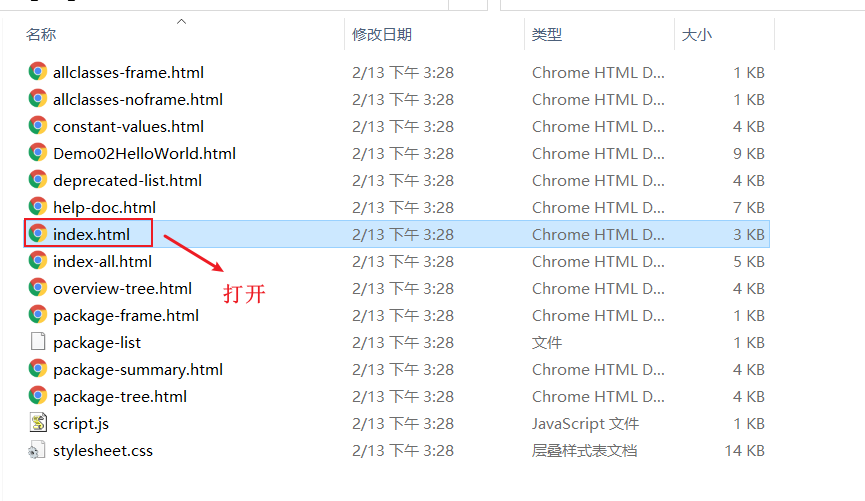 名称 修改日期 类型 大小
allclasses-frame.html 2/13 下午 3:28 Chrome HTML D... 1 KB
allclasses-noframe.html 2/13 下午 3:28 Chrome HTML D... 1 KB
constant-values.html 2/13 下午 3:28 Chrome HTML D... 4 KB
Demo02HelloWorld.html 2/13 下午 3:28 Chrome HTML D... 9 KB
deprecated-list.html 2/13 下午 3:28 Chrome HTML D... 4 KB
help-doc.html 2/13 下午 3:28 Chrome HTML D... 7 KB
index.html 2/13 下午 3:28 Chrome HTML D... 3 KB
index-all.html 2/13 下午 3:28 Chrome HTML D... 5 KB
overview-tree.html 2/13 下午 3:28 Chrome HTML D... 4 KB
打开
package-frame.html 2/13 下午 3:28 Chrome HTML D... 1 KB
package-list 2/13 下午 3:28 文件 1 KB
package-summary.html 2/13 下午 3:28 Chrome HTML D... 4 KB
package-tree.html 2/13 下午 3:28 Chrome HTML D... 4 KB
script.js 2/13 下午 3:28 JavaScript 文件 1 KB
stylesheet.css 2/13 下午 3:28 层叠样式表文档 14 KB